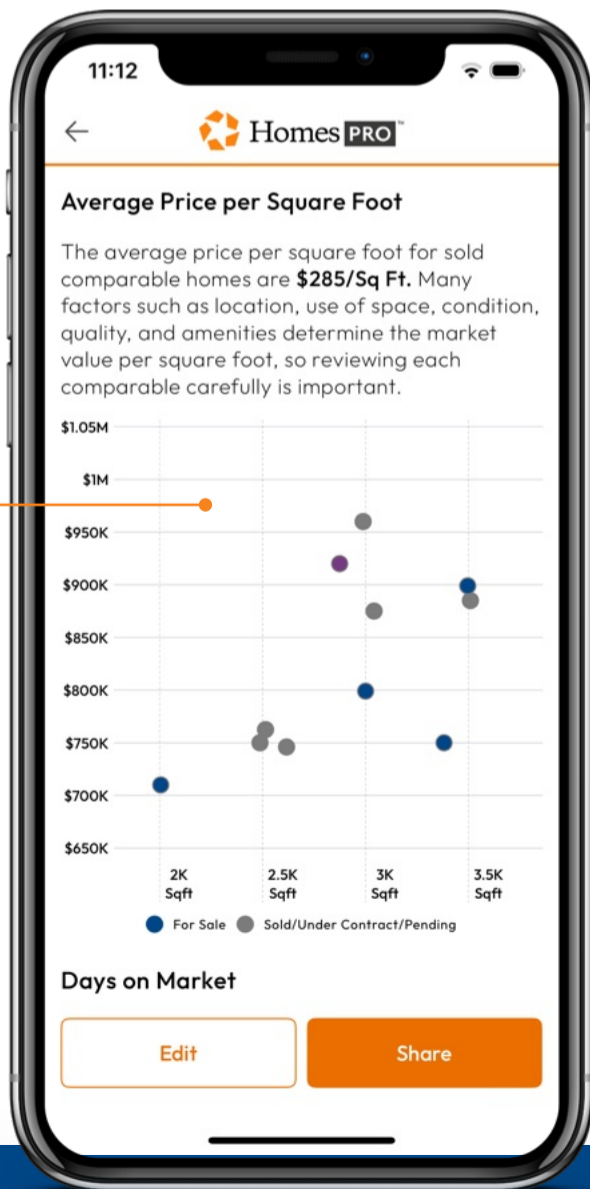 11:12
Homes PRO™
Average Price per Square Foot
The average price per square foot for sold
comparable homes are $285/Sq Ft. Many
factors such as location, use of space, condition,
quality, and amenities determine the market
value per square foot, so reviewing each
comparable carefully is important.
$1.05M
$1M
$950K
$900K
$850K
$800K
$750K
$700K
$650K
2K 2.5K 3K 3.5K
Sqft Sqft Sqft Sqft
For Sale Sold/Under Contract/Pending
Days on Market
Edit Share